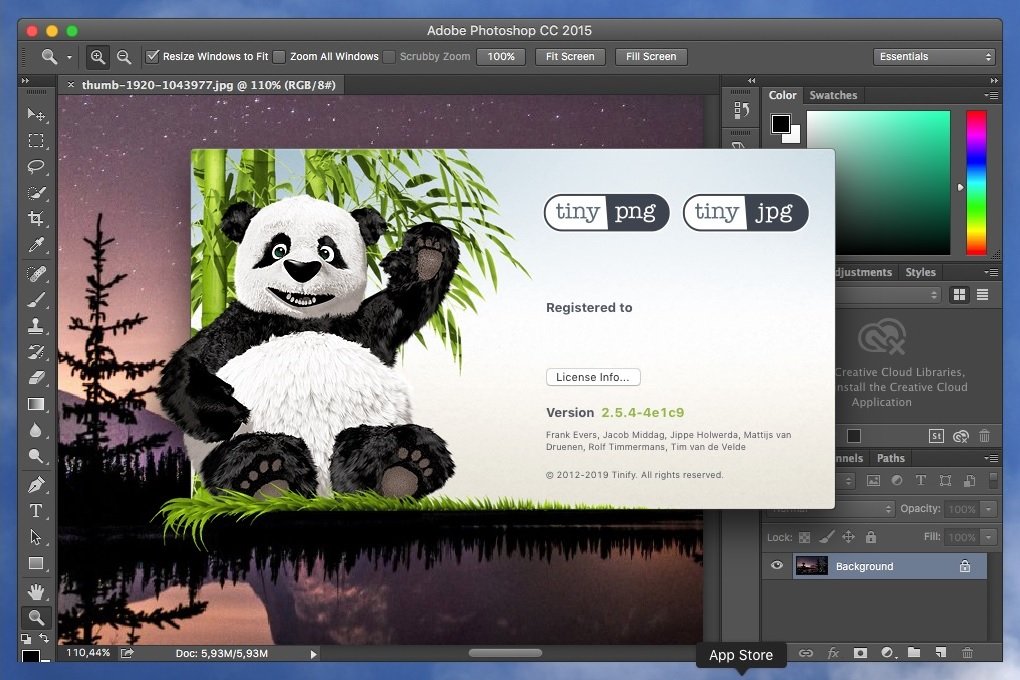 Adobe Photoshop CC 2015
Resize Windows to Fit Zoom All Windows Scrubby Zoom 100% Fit Screen Fill Screen Essentials
× thumb-1920-1043977.jpg @ 110% (RGB/8#)
Color Swatches
tiny png tiny jpg
djustments Styles
Registered to
Creative Cloud Libraries,
nstall the Creative Cloud
Application
License Info...
Version 2.5.4-4e1c9
Frank Evers, Jacob Middag, Jippe Holwerda, Mattijs van
Druenen, Rolf Timmermans, Tim van de Velde
St
nnels Paths
© 2012-2019 Tinify. All rights reserved.
Normal Opacity: 100%
Lock: Fill: 100%
Background
110,44% Doc: 5,93M/5,93M
fx
App Store